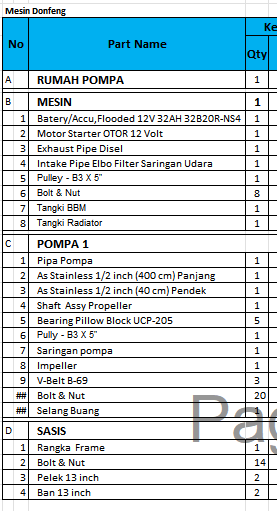 Mesin Donfeng
No Part Name Ke
Qty
A RUMAH POMPA 1
B MESIN 1
1 Batery/Accu,Flooded 12V 32AH 32B20R-NS4 1
2 Motor Starter OTOR 12 Volt 1
3 Exhaust Pipe Disel 1
4 Intake Pipe Elbo Filter Saringan Udara 1
5 Pulley - B3 X 5" 1
6 Bolt & Nut 8
7 Tangki BBM 1
8 Tangki Radiator 1
C POMPA 1 1
1 Pipa Pompa 1
2 As Stainless 1/2 inch (400 cm) Panjang 1
3 As Stainless 1/2 inch (40 cm) Pendek 1
4 Shaft Assy Propeller 1
5 Bearing Pillow Block UCP-205 5
6 Pully - B3 X 5" 1
7 Saringan pompa 1
8 Impeller 1
9 V-Belt B-69 3
## Bolt & Nut 20
## Selang Buang 1
Pag
D SASIS 1
1 Rangka Frame 1
2 Bolt & Nut 14
3 Pelek 13 inch 2
4 Ban 13 inch 2